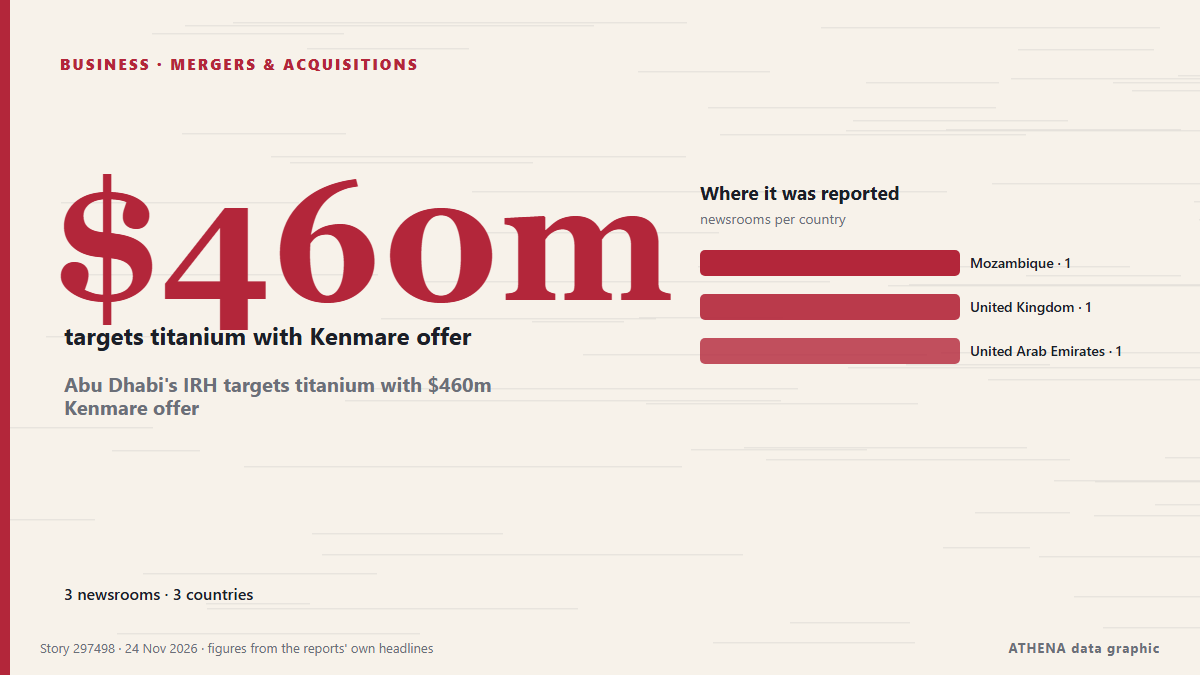 BUSINESS · MERGERS & ACQUISITIONS
$460m
targets titanium with Kenmare offer
Abu Dhabi's IRH targets titanium with $460m
Kenmare offer
Where it was reported
newsrooms per country
Mozambique · 1
United Kingdom · 1
United Arab Emirates · 1
3 newsrooms · 3 countries
Story 297498 · 24 Nov 2026 · figures from the reports' own headlines
ATHENA data graphic